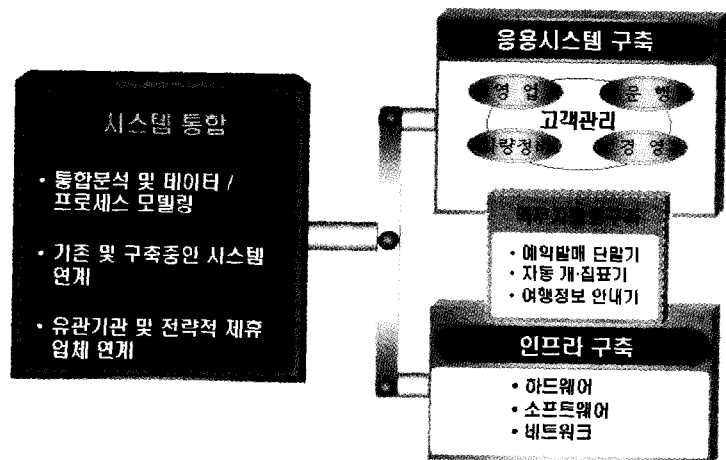 시스템 통합
• 통합분석 및 데이터 /
프로세스 모델링
• 기존 및 구축중인 시스템
연계
• 유관기관 및 전략적 제휴
업체 연계
응용시스템 구축
영 업
운 행
고객관리
경 영
• 예약발매 단말기
• 자동 개·집표기
• 여행정보 안내기
인프라 구축
• 하드웨어
• 소프트웨어
• 네트워크